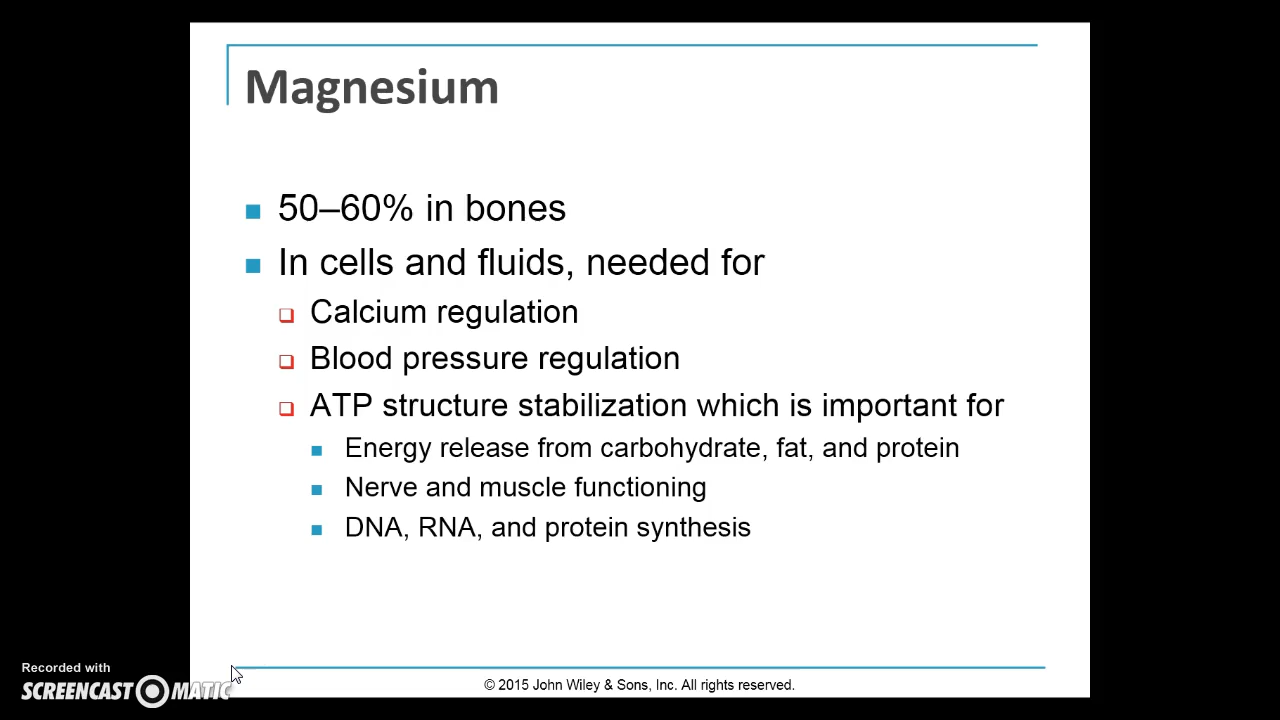 Magnesium
50–60% in bones
In cells and fluids, needed for
Calcium regulation
Blood pressure regulation
ATP structure stabilization which is important for
Energy release from carbohydrate, fat, and protein
Nerve and muscle functioning
DNA, RNA, and protein synthesis
Recorded with
SCREENCAST MATIC
© 2015 John Wiley & Sons, Inc. All rights reserved.